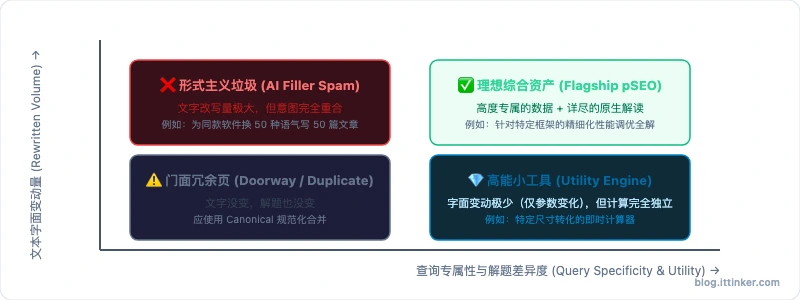 文本字面变动量 (Rewritten Volume) →
❌ 形式主义垃圾 (AI Filler Spam)
文字改写量极大，但意图完全重合
例如：为同款软件换 50 种语气写 50 篇文章
✅ 理想综合资产 (Flagship pSEO)
高度专属的数据 + 详尽的原生解读
例如：针对特定框架的精细化性能调优全解
⚠️ 门面冗余页 (Doorway / Duplicate)
文字没变，解题也没变
应使用 Canonical 规范化合并
💎 高能小工具 (Utility Engine)
字面变动极少（仅参数变化），但计算完全独立
例如：特定尺寸转化的即时计算器
查询专属性与解题差异度 (Query Specificity & Utility) →
blog.ittinker.com